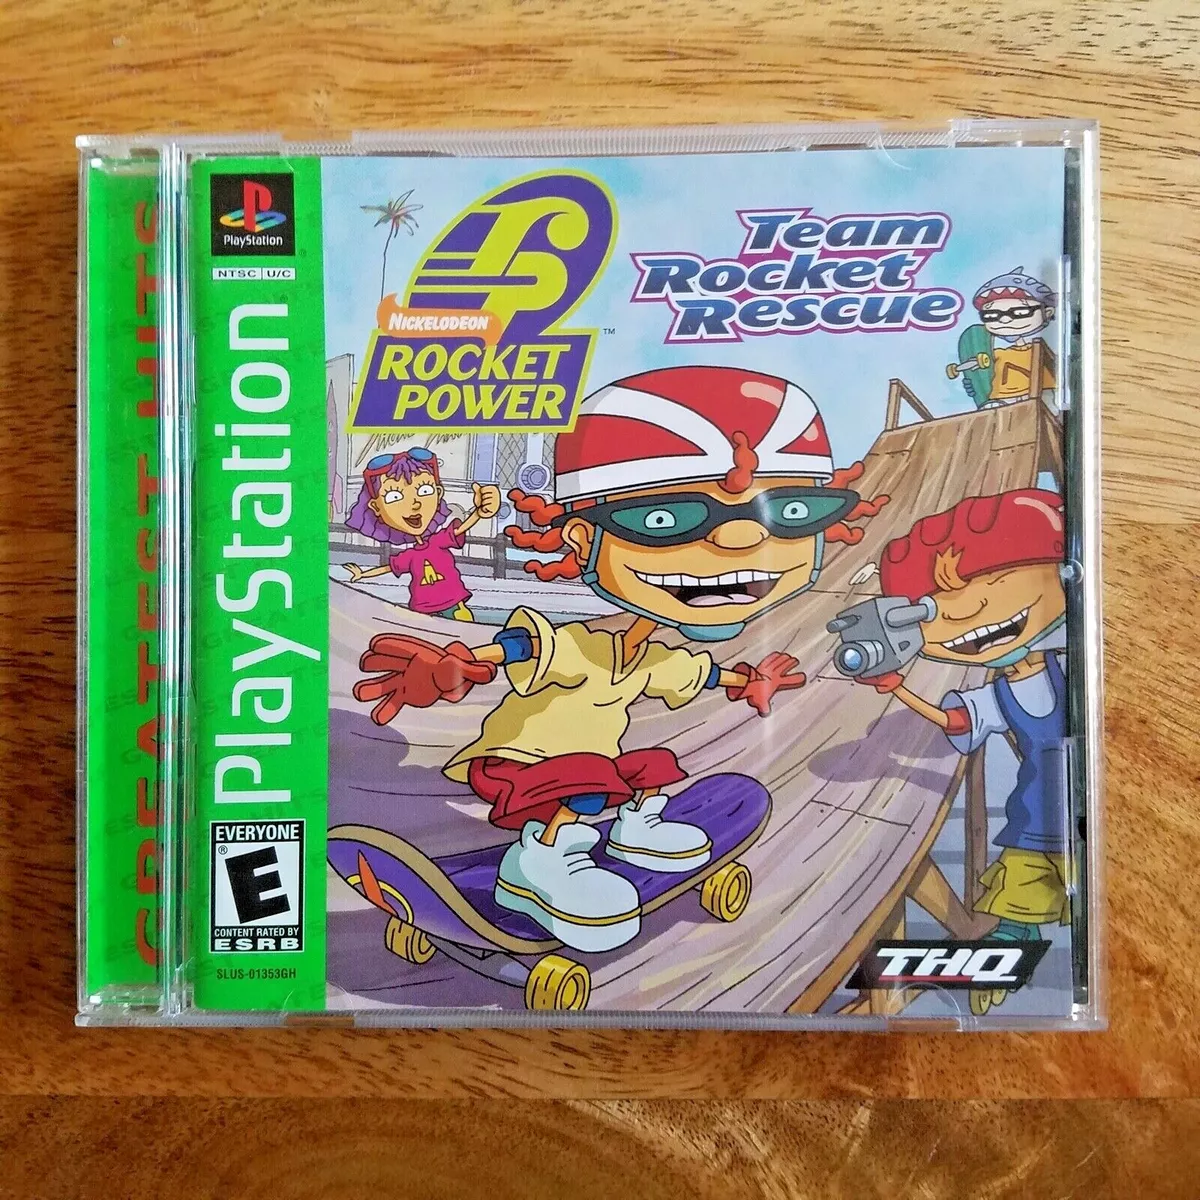 GREATEST HITS
PlayStation
NTSC U/C
PlayStation
EVERYONE
E
®
CONTENT RATED BY
ESRB
SLUS-01353GH
NICKELODEON
ROCKET
POWER
™
Team
Rocket
Rescue
THQ